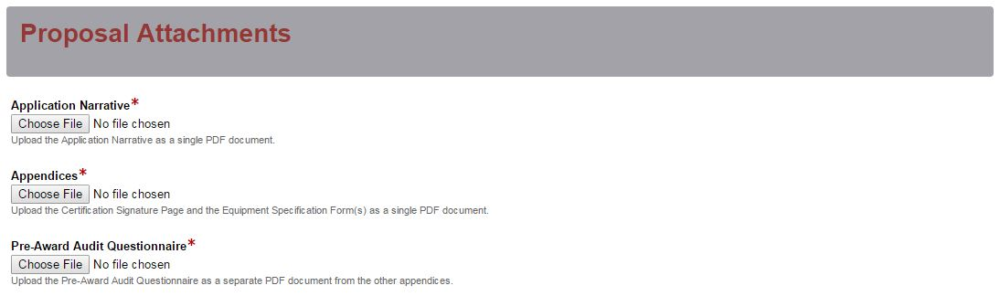 Proposal Attachments
Application Narrative*
Choose File No file chosen
Upload the Application Narrative as a single PDF document.
Appendices*
Choose File No file chosen
Upload the Certification Signature Page and the Equipment Specification Form(s) as a single PDF document.
Pre-Award Audit Questionnaire*
Choose File No file chosen
Upload the Pre-Award Audit Questionnaire as a separate PDF document from the other appendices.